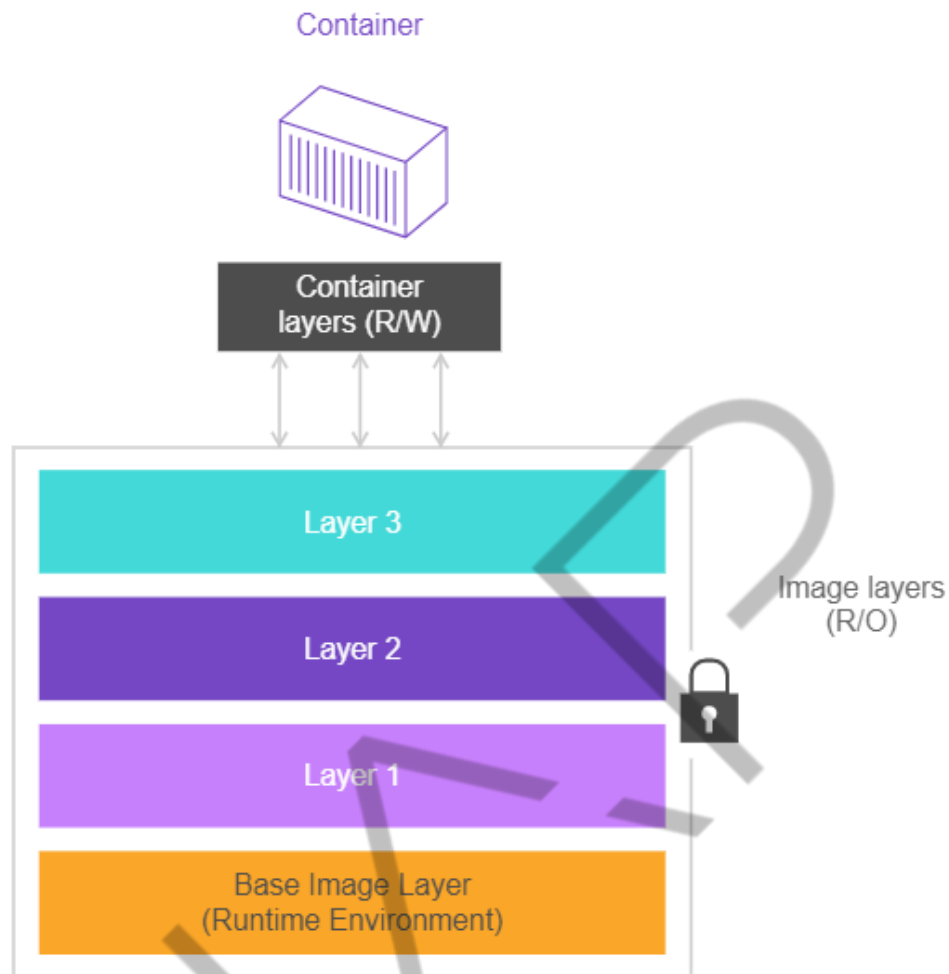 Container
Container
layers (R/W)
Layer 3
Image layers
(R/O)
Layer 2
Layer 1
Base Image Layer
(Runtime Environment)